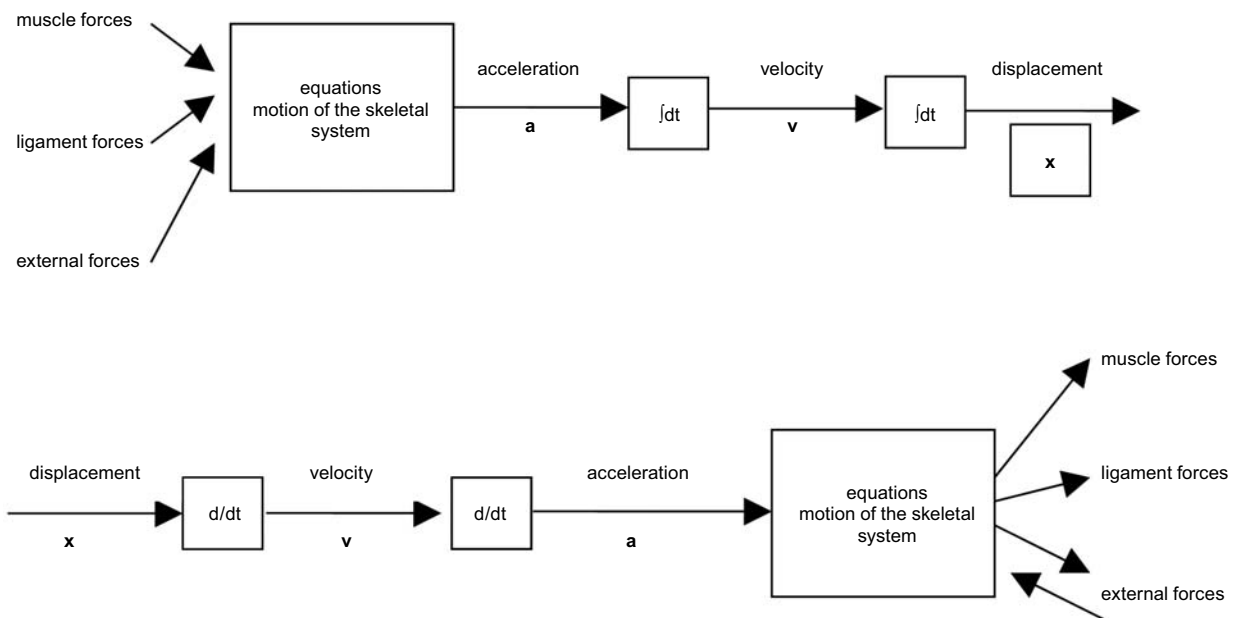 muscle forces
equations
motion of the skeletal
system
acceleration
velocity
displacement
ligament forces
a
∫dt
v
∫dt
x
external forces
muscle forces
displacement
velocity
acceleration
ligament forces
equations
motion of the skeletal
system
d/dt
d/dt
x
v
a
external forces